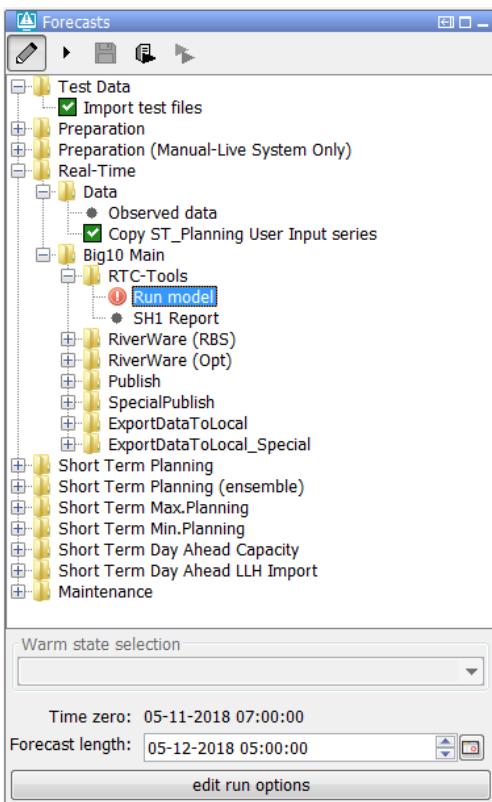 Forecasts
Test Data
Import test files
Preparation
Preparation (Manual-Live System Only)
Real-Time
Data
Observed data
Copy ST_Planning User Input series
Big10 Main
RTC-Tools
Run model
SH1 Report
RiverWare (RBS)
RiverWare (Opt)
Publish
SpecialPublish
ExportDataToLocal
ExportDataToLocal_Special
Short Term Planning
Short Term Planning (ensemble)
Short Term Max.Planning
Short Term Min.Planning
Short Term Day Ahead Capacity
Short Term Day Ahead LLH Import
Maintenance
Warm state selection
Time zero: 05-11-2018 07:00:00
Forecast length: 05-12-2018 05:00:00
edit run options